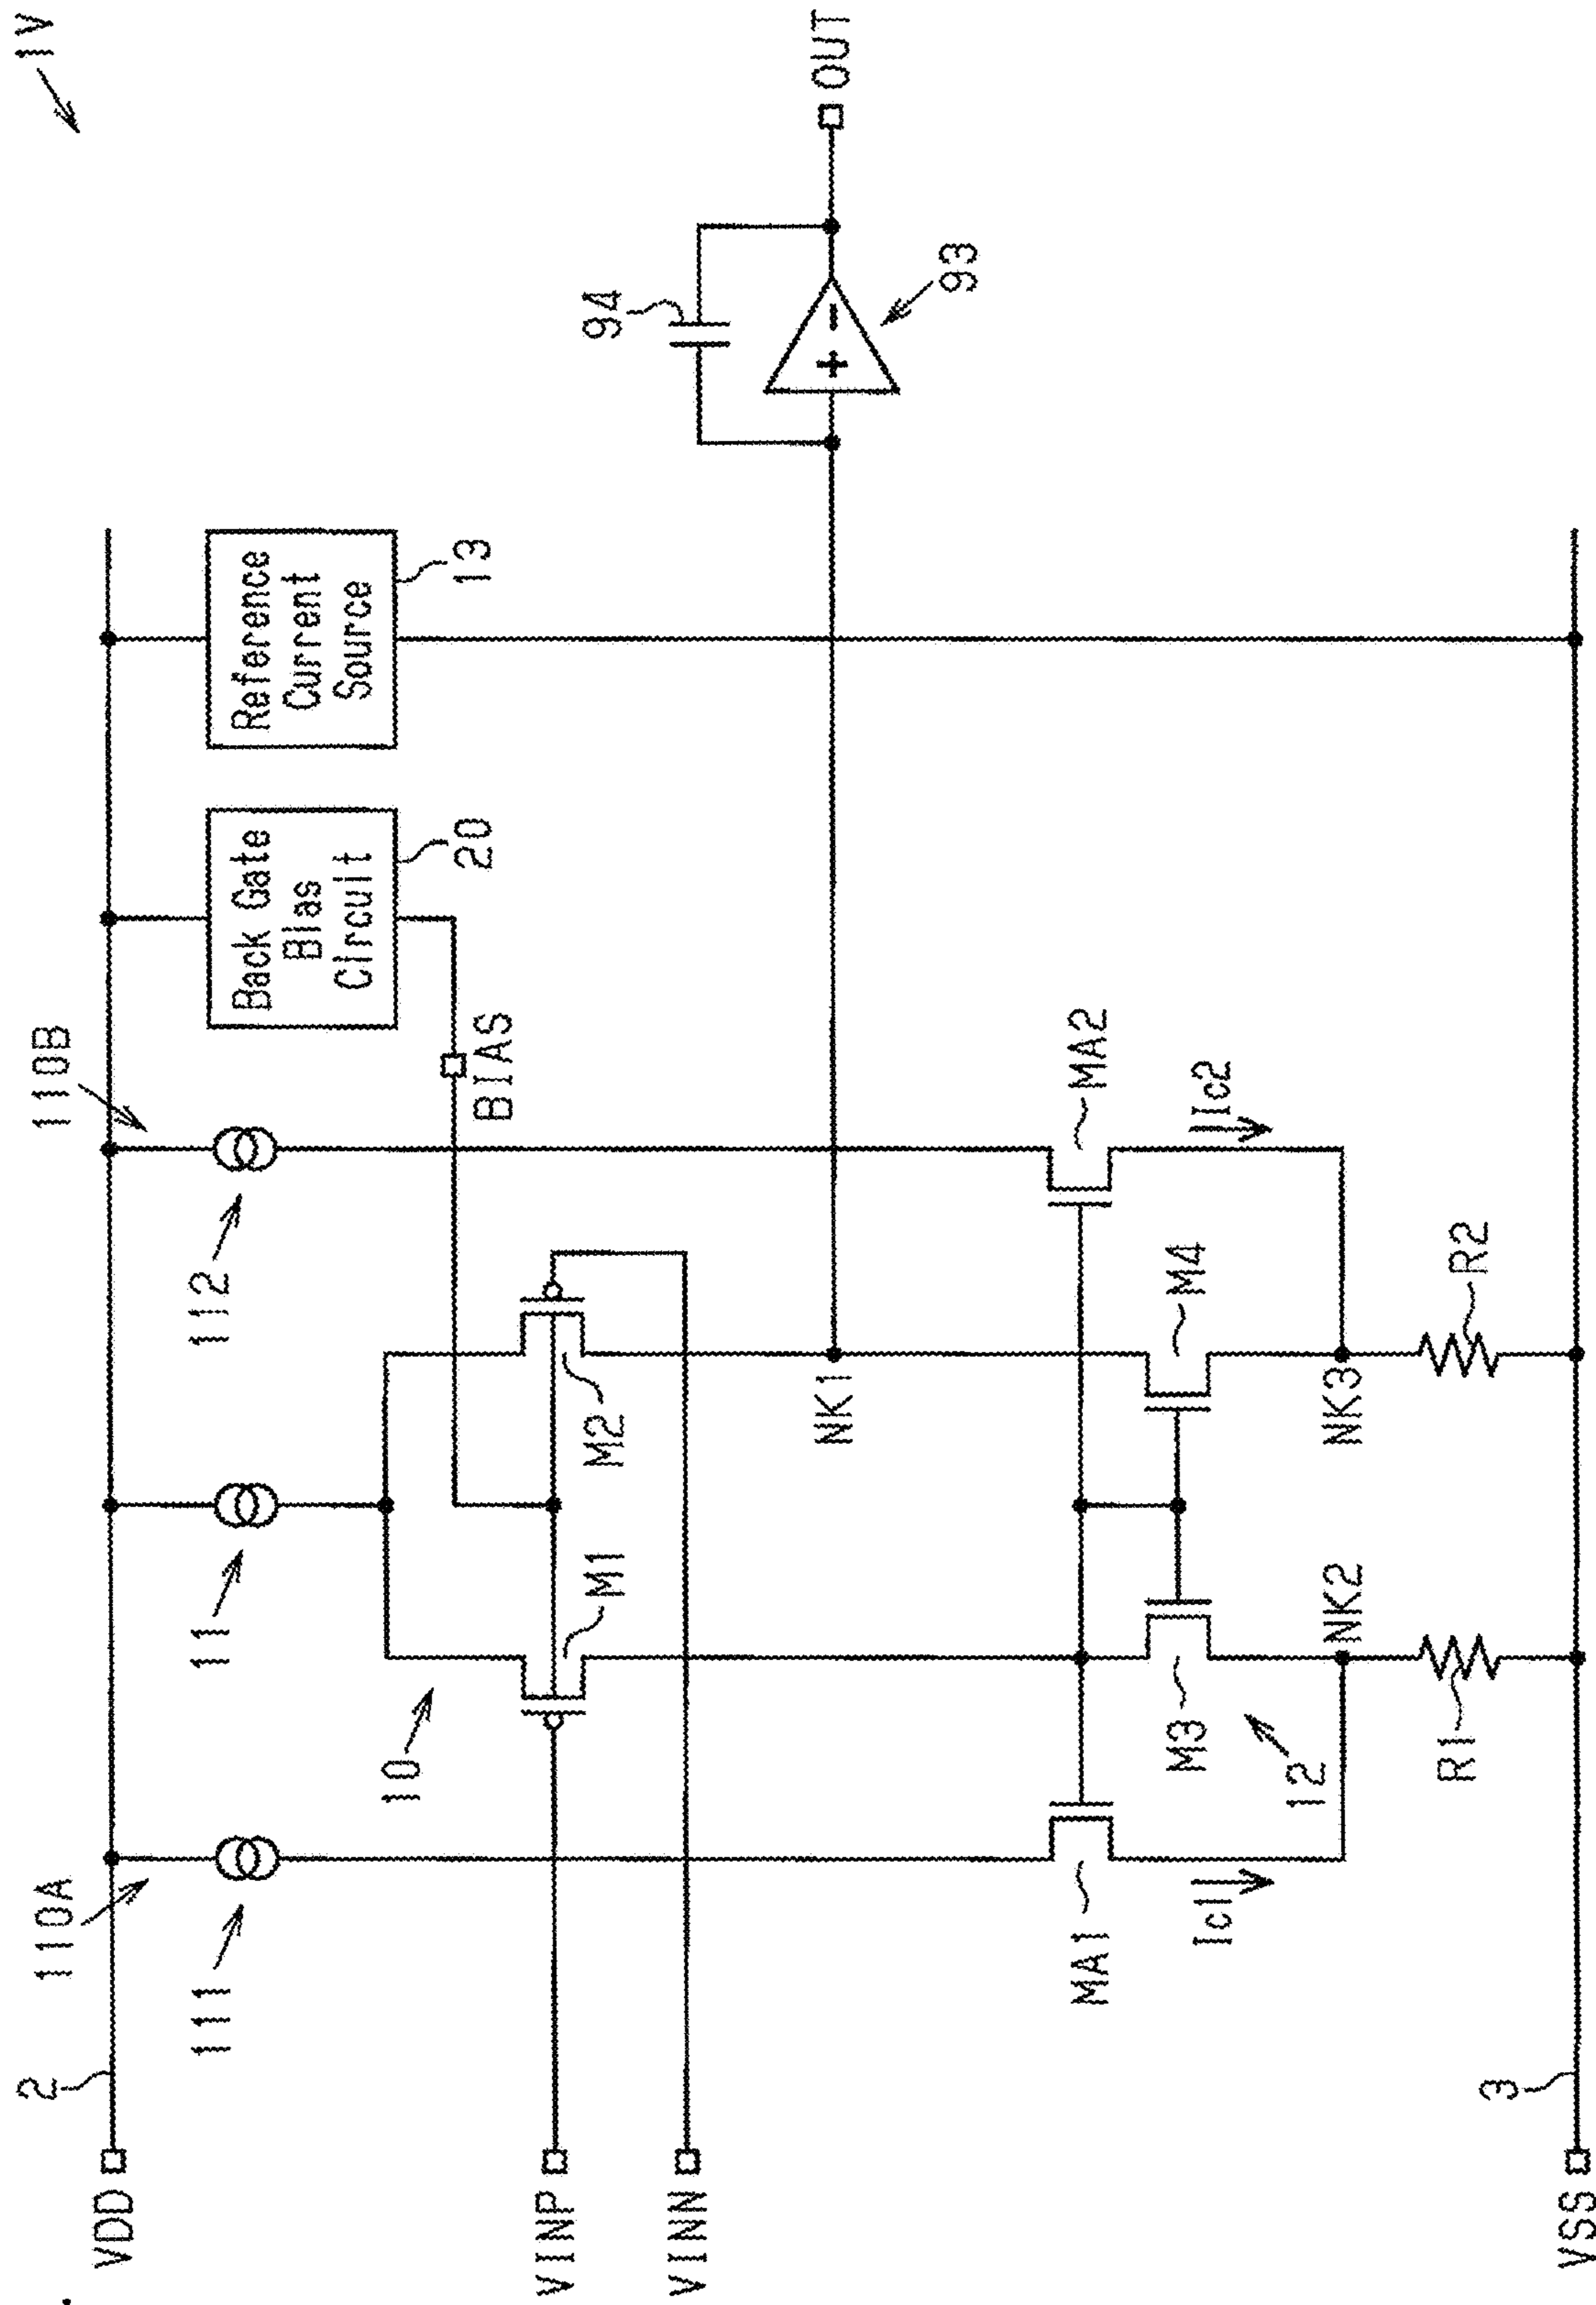 1V
110A
110B
2
VDD
111
11
112
Back Gate
Bias
Circuit
20
Reference
Current
Source
13
10
BIAS
VINP
M1
M2
VINN
94
93
OUT
NK1
MA1
MA2
M3
M4
Ic1
Ic2
12
NK2
NK3
R1
R2
3
VSS